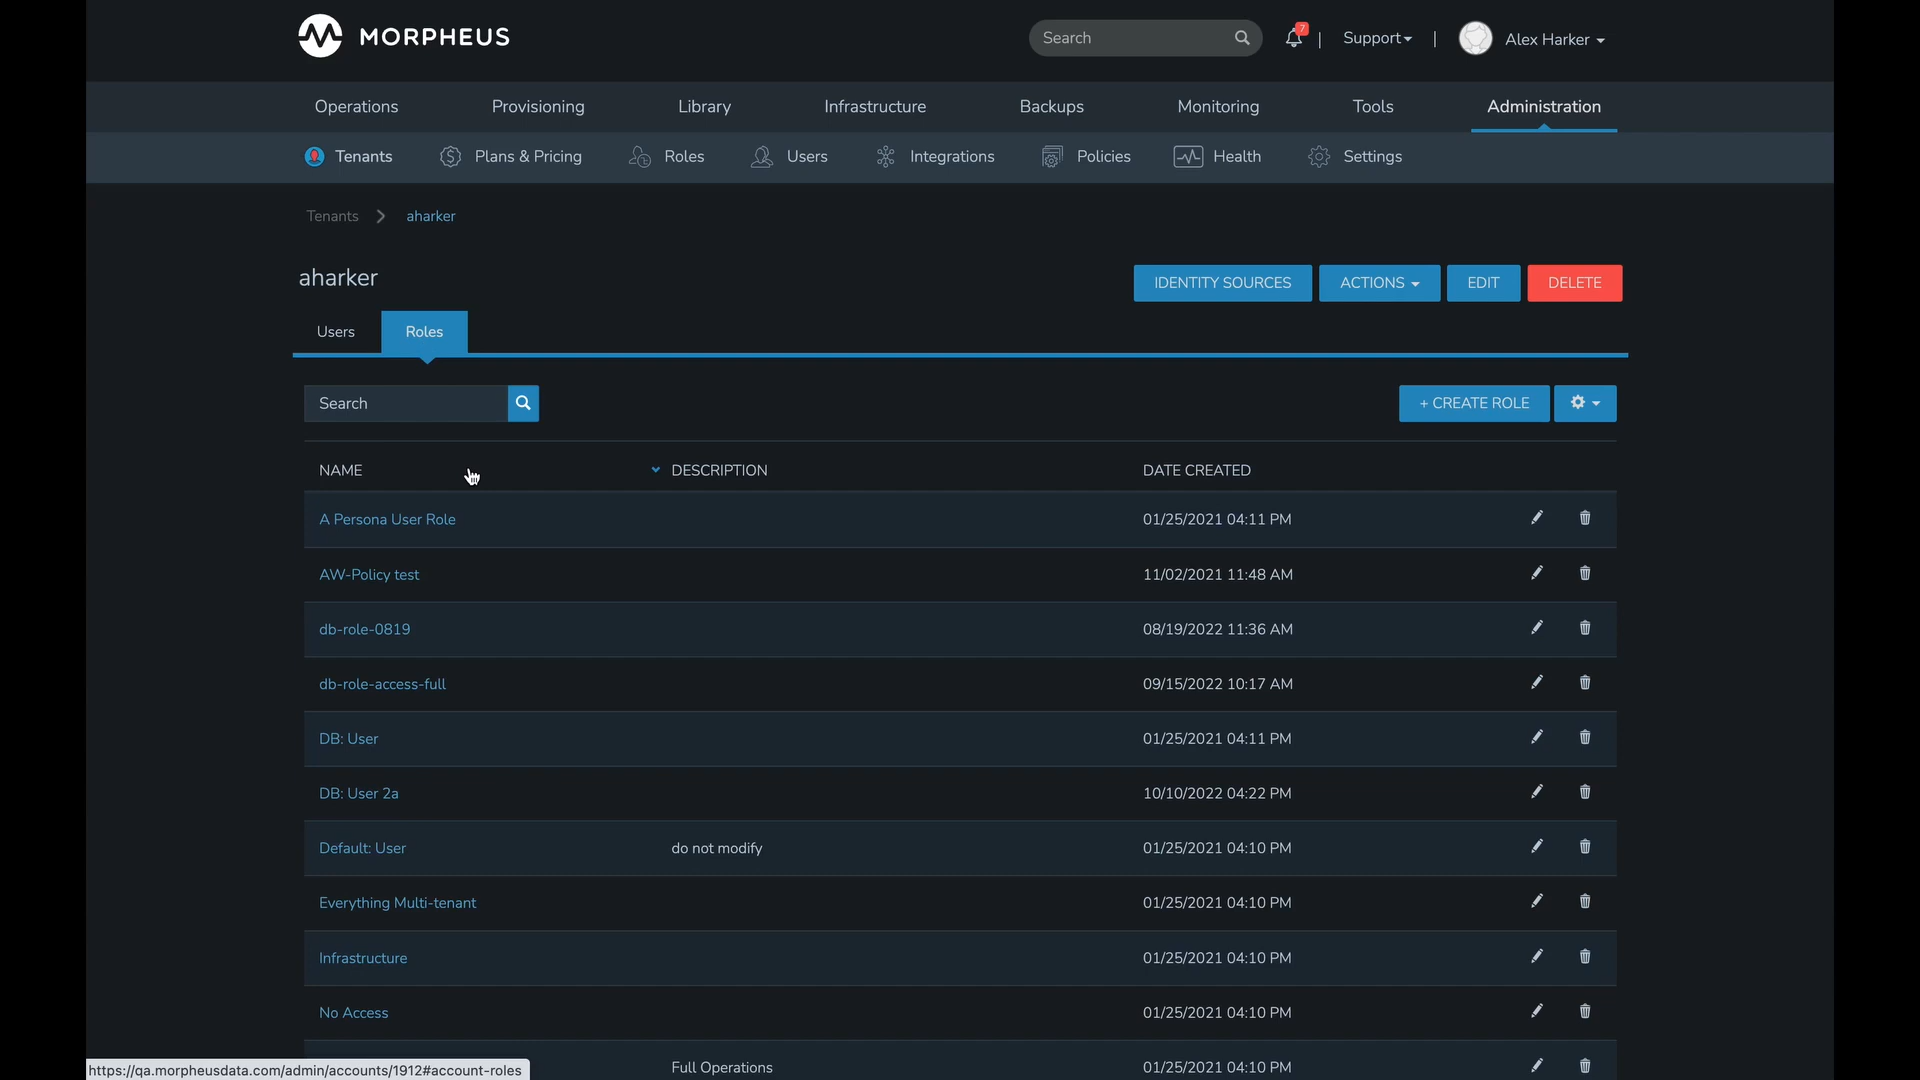 MORPHEUS
Search
7
Support
Alex Harker
Operations
Provisioning
Library
Infrastructure
Backups
Monitoring
Tools
Administration
Tenants
Plans & Pricing
Roles
Users
Integrations
Policies
Health
Settings
Tenants
aharker
aharker
IDENTITY SOURCES
ACTIONS
EDIT
DELETE
Users
Roles
Search
+ CREATE ROLE
NAME DESCRIPTION DATE CREATED
A Persona User Role 01/25/2021 04:11 PM
AW-Policy test 11/02/2021 11:48 AM
db-role-0819 08/19/2022 11:36 AM
db-role-access-full 09/15/2022 10:17 AM
DB: User 01/25/2021 04:11 PM
DB: User 2a 10/10/2022 04:22 PM
Default: User do not modify 01/25/2021 04:10 PM
Everything Multi-tenant 01/25/2021 04:10 PM
Infrastructure 01/25/2021 04:10 PM
No Access 01/25/2021 04:10 PM
Full Operations 01/25/2021 04:10 PM
https://qa.morpheusdata.com/admin/accounts/1912#account-roles